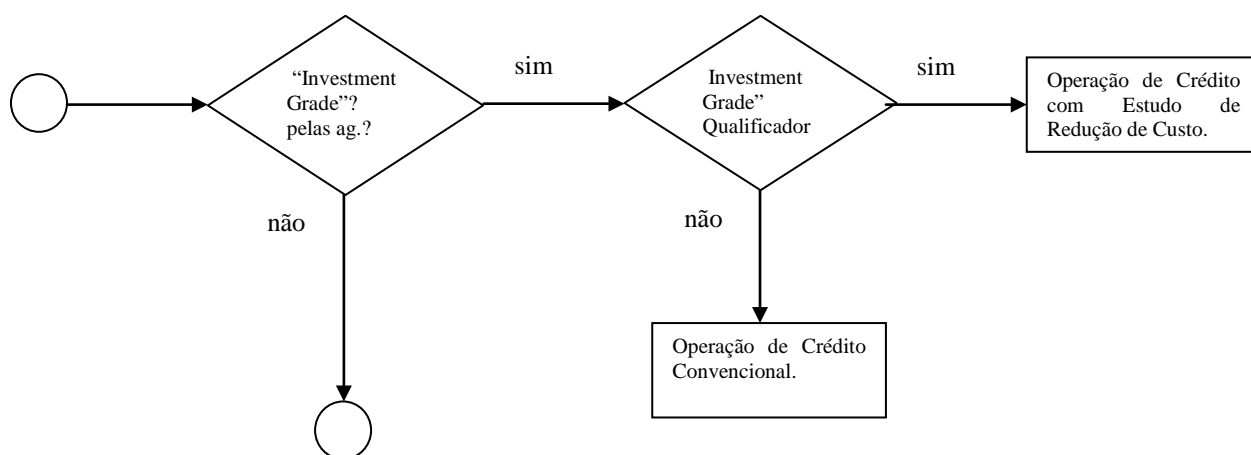 “Investment
Grade”?
pelas ag.?
sim
Investment
Grade”
Qualificador
sim
Operação de Crédito
com Estudo de
Redução de Custo.
não
não
Operação de Crédito
Convencional.